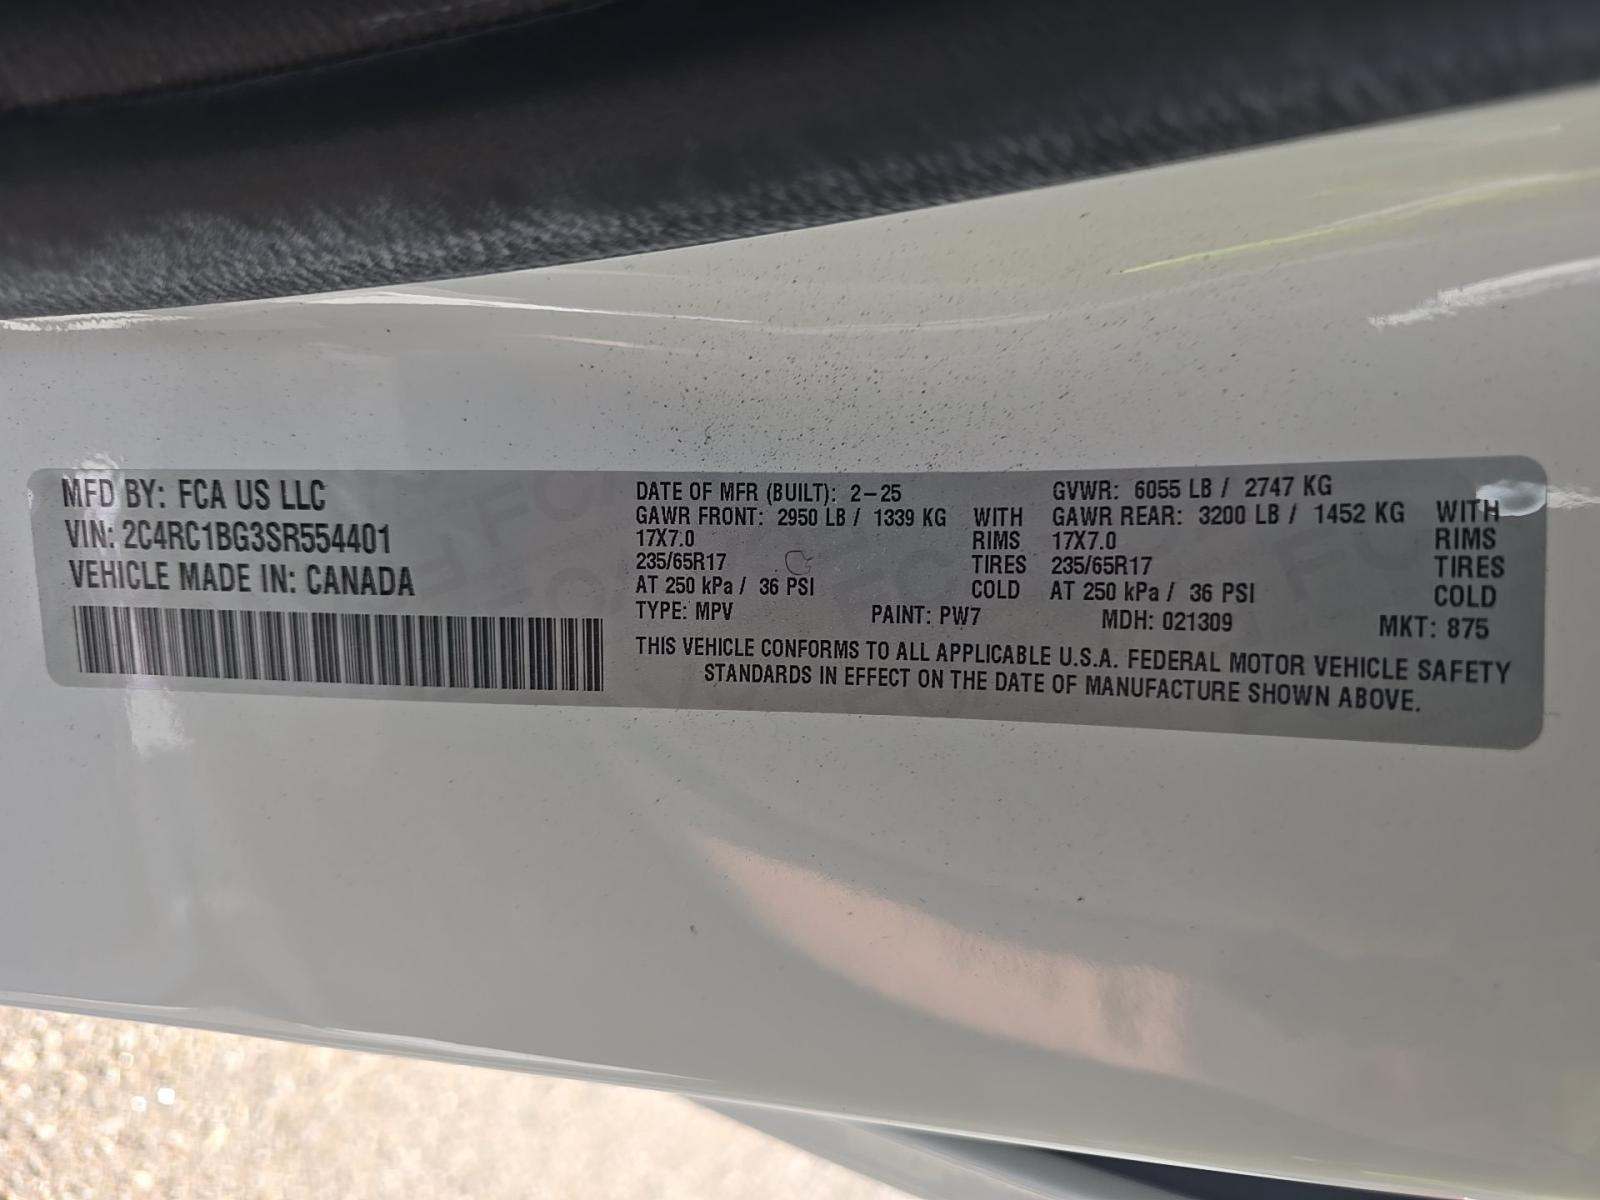 MFD BY: FCA US LLC
VIN: 2C4RC1BG3SR554401
VEHICLE MADE IN: CANADA
DATE OF MFR (BUILT): 2-25 GVWR: 6055 LB / 2747 KG
GAWR FRONT: 2950 LB / 1339 KG WITH GAWR REAR: 3200 LB / 1452 KG WITH
17X7.0 RIMS 17X7.0 RIMS
235/65R17 TIRES 235/65R17 TIRES
AT 250 kPa / 36 PSI COLD AT 250 kPa / 36 PSI COLD
TYPE: MPV PAINT: PW7 MDH: 021309 MKT: 875
THIS VEHICLE CONFORMS TO ALL APPLICABLE U.S.A. FEDERAL MOTOR VEHICLE SAFETY
STANDARDS IN EFFECT ON THE DATE OF MANUFACTURE SHOWN ABOVE.